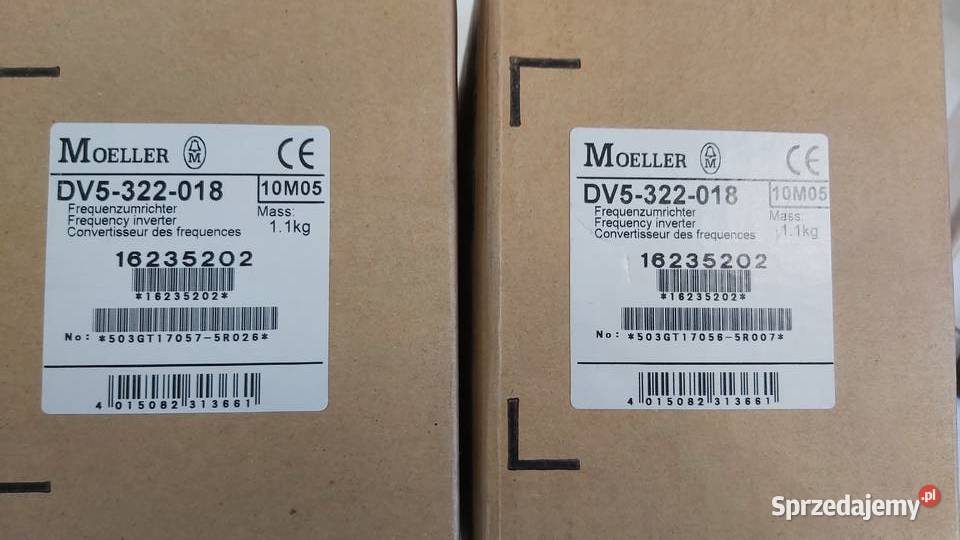 MOELLER M CE
DV5-322-018 10M05
Frequenzumrichter
Frequency inverter
Convertisseur des frequences
Mass:
1.1kg
16235202
*16235202*
No: *503GT17057-5R026*
4 015082 313661
MOELLER M CE
DV5-322-018 10M05
Frequenzumrichter
Frequency inverter
Convertisseur des frequences
Mass:
1.1kg
16235202
*16235202*
No: *503GT17056-5R007*
4 015082 313661
Sprzedajemy.pl